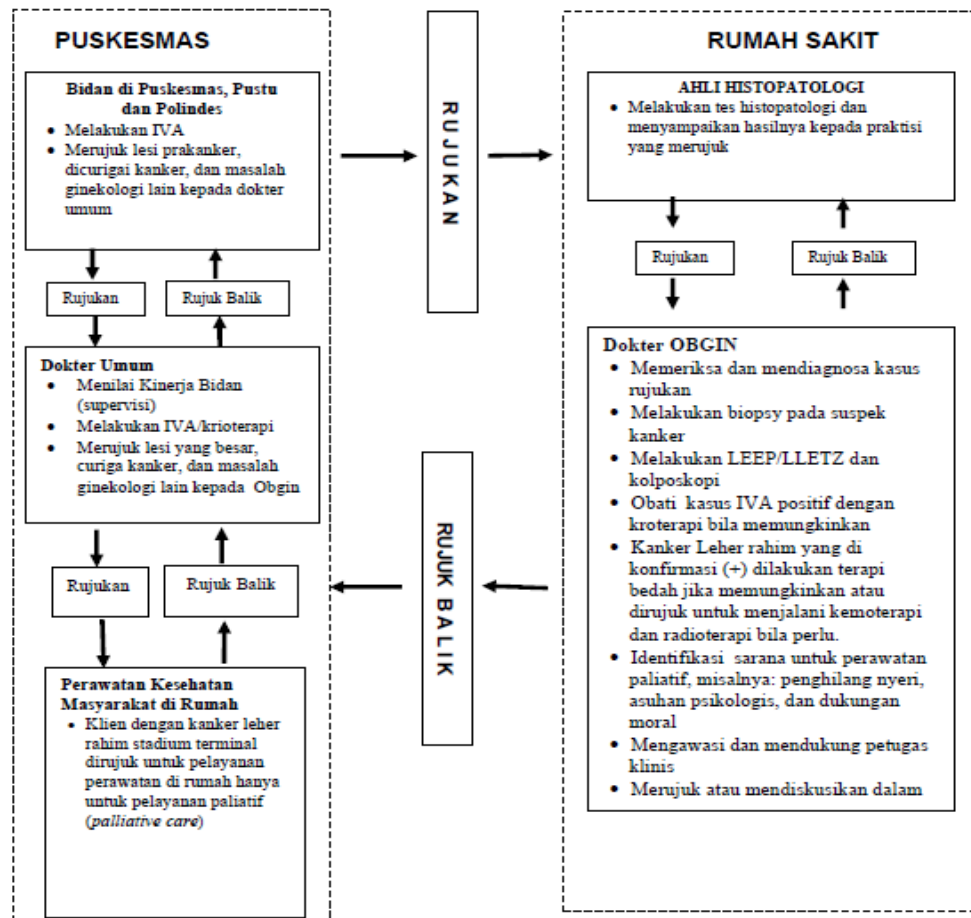 PUSKESMAS
Bidan di Puskesmas, Pustu
dan Polindes
• Melakukan IVA
• Merujuk lesi prakanker,
dicurigai kanker, dan masalah
ginekologi lain kepada dokter
umum
Rujukan
Rujuk Balik
Dokter Umum
• Menilai Kinerja Bidan
(supervisi)
• Melakukan IVA/krioterapi
• Merujuk lesi yang besar,
curiga kanker, dan masalah
ginekologi lain kepada Obgin
Rujukan
Rujuk Balik
Perawatan Kesehatan
Masyarakat di Rumah
• Klien dengan kanker leher
rahim stadium terminal
dirujuk untuk pelayanan
perawatan di rumah hanya
untuk pelayanan paliatif
(palliative care)
RUJUKAN
RUJUK BALIK
RUMAH SAKIT
AHLI HISTOPATOLOGI
• Melakukan tes histopatologi dan
menyampaikan hasilnya kepada praktisi
yang merujuk
Rujukan
Rujuk Balik
Dokter OBGIN
• Memeriksa dan mendiagnosa kasus
rujukan
• Melakukan biopsy pada suspek
kanker
• Melakukan LEEP/LLETZ dan
kolposkopi
• Obati kasus IVA positif dengan
kroterapi bila memungkinkan
• Kanker Leher rahim yang di
konfirmasi (+) dilakukan terapi
bedah jika memungkinkan atau
dirujuk untuk menjalani kemoterapi
dan radioterapi bila perlu.
• Identifikasi sarana untuk perawatan
paliatif, misalnya: penghilang nyeri,
asuhan psikologis, dan dukungan
moral
• Mengawasi dan mendukung petugas
klinis
• Merujuk atau mendiskusikan dalam